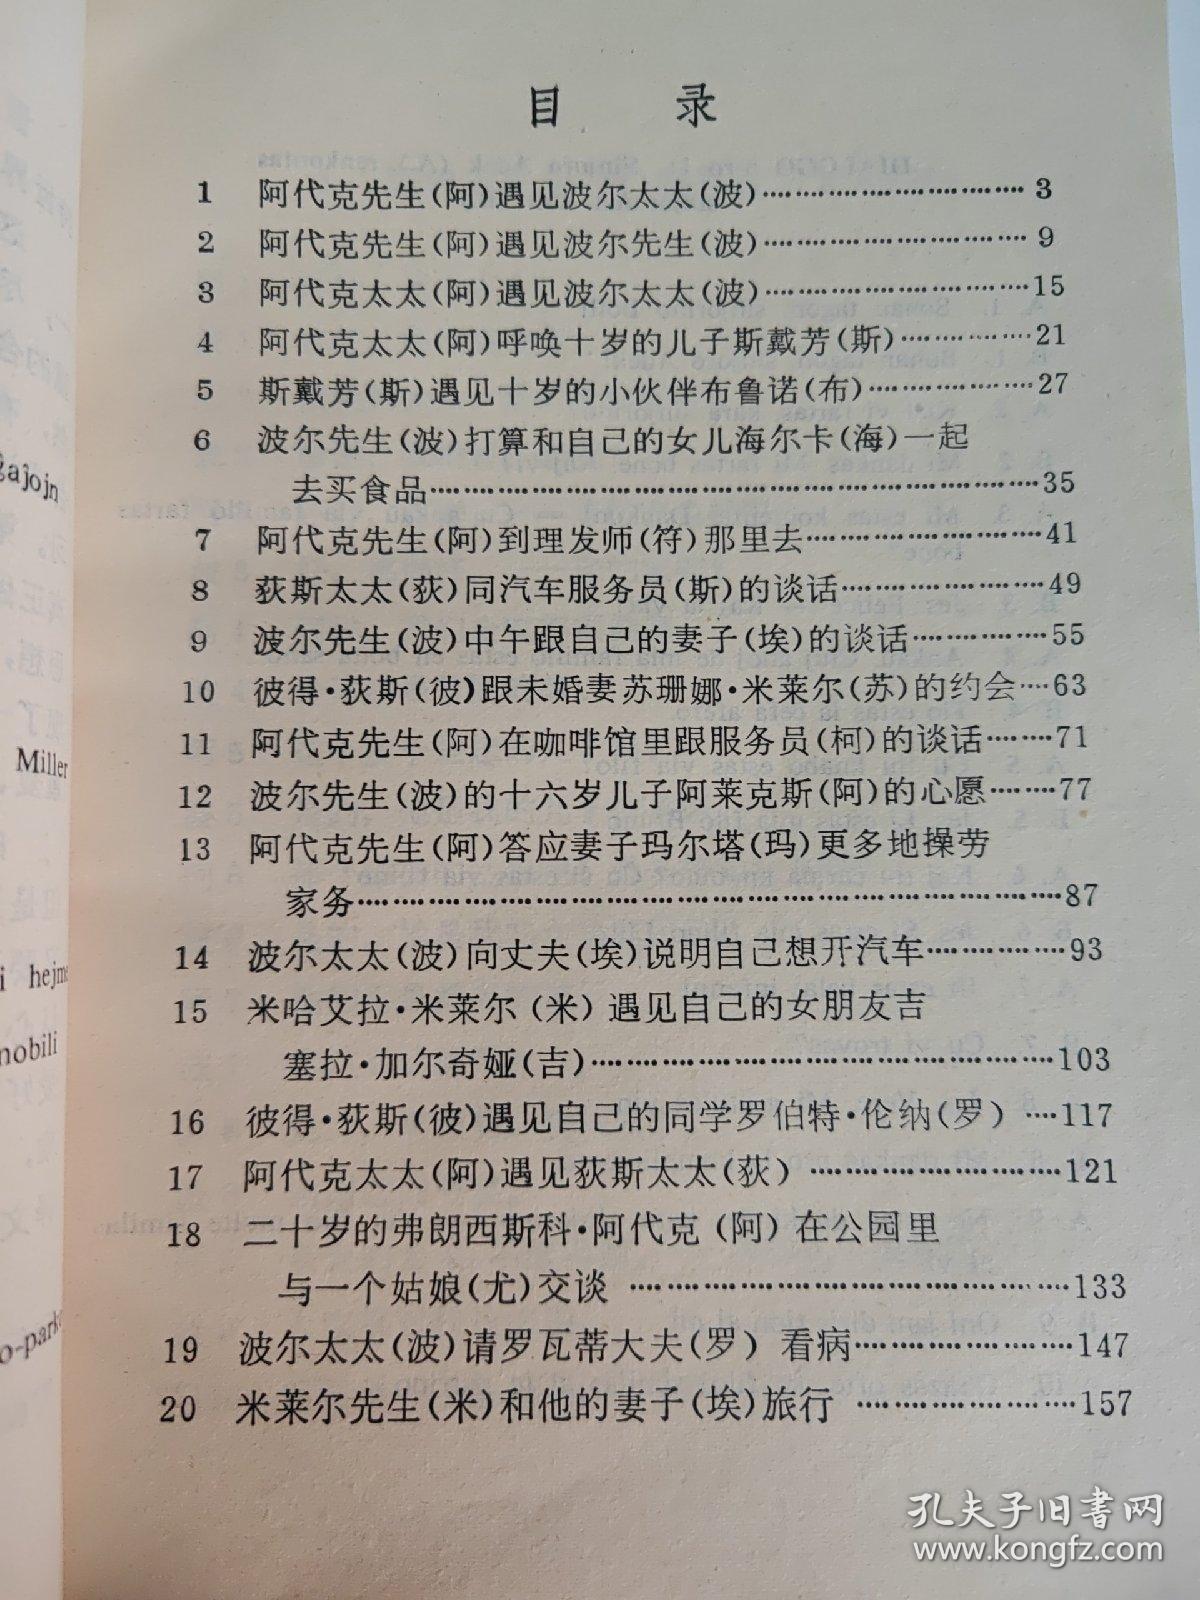 目 录
1 阿代克先生(阿)遇见波尔太太(波)………………………… 3
2 阿代克先生(阿)遇见波尔先生(波)………………………… 9
3 阿代克太太(阿)遇见波尔太太(波)…………………………15
4 阿代克太太(阿)呼唤十岁的儿子斯戴芳(斯)………………21
5 斯戴芳(斯)遇见十岁的小伙伴布鲁诺(布)…………………27
6 波尔先生(波)打算和自己的女儿海尔卡(海)一起
去买食品…………………………………………………………35
7 阿代克先生(阿)到理发师(符)那里去………………………41
8 荻斯太太(荻)同汽车服务员(斯)的谈话……………………49
9 波尔先生(波)中午跟自己的妻子(埃)的谈话………………55
10 彼得·荻斯(彼)跟未婚妻苏珊娜·米莱尔(苏)的约会…63
11 阿代克先生(阿)在咖啡馆里跟服务员(柯)的谈话………71
12 波尔先生(波)的十六岁儿子阿莱克斯(阿)的心愿………77
13 阿代克先生(阿)答应妻子玛尔塔(玛)更多地操劳
家务………………………………………………………………87
14 波尔太太(波)向丈夫(埃)说明自己想开汽车………………93
15 米哈艾拉·米莱尔(米)遇见自己的女朋友吉
塞拉·加尔奇娅(吉)……………………………………………103
16 彼得·荻斯(彼)遇见自己的同学罗伯特·伦纳(罗) …117
17 阿代克太太(阿)遇见荻斯太太(荻) ………………………121
18 二十岁的弗朗西斯科·阿代克(阿)在公园里
与一个姑娘(尤)交谈 ……………………………………………133
19 波尔太太(波)请罗瓦蒂大夫(罗) 看病……………………147
20 米莱尔先生(米)和他的妻子(埃)旅行 ……………………157
gajojn
Miller
i hejme
nobili
o-park
孔夫子旧书网
www.kongfz.com